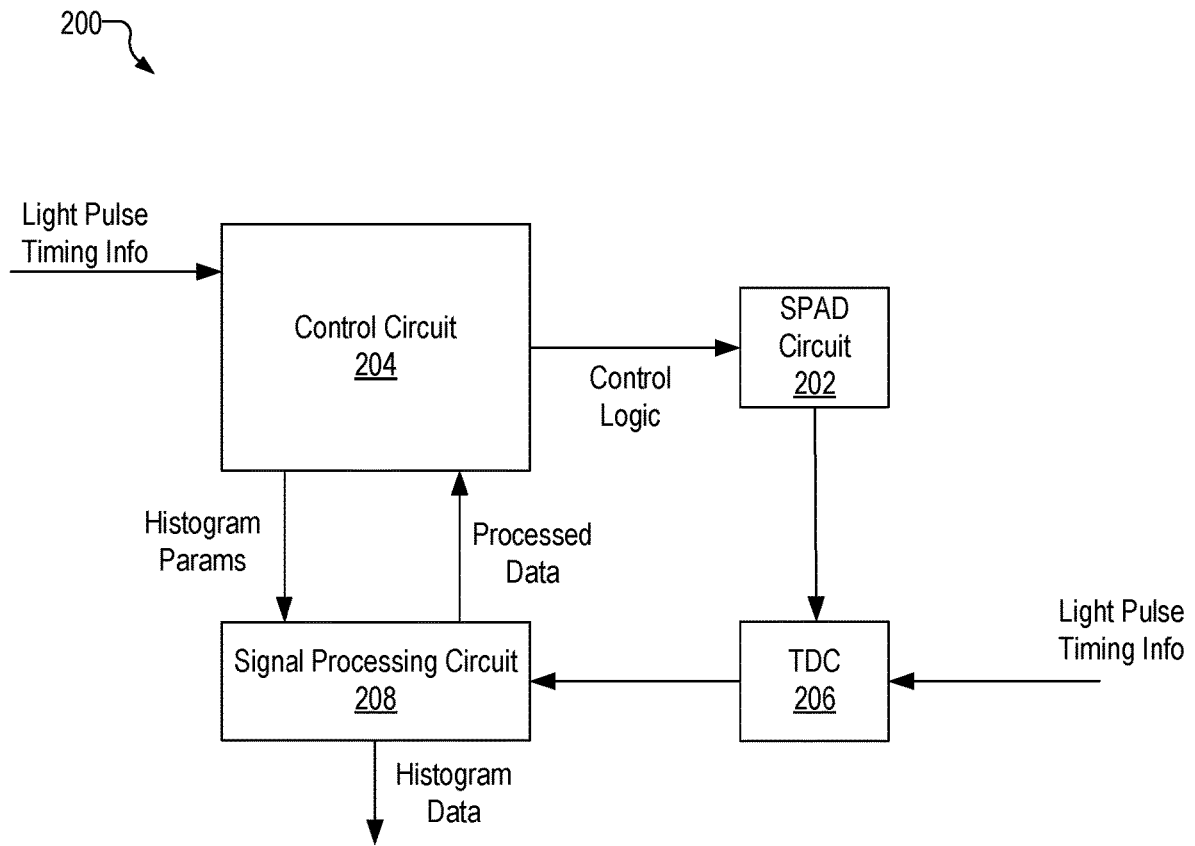 200
Light Pulse
Timing Info
Control Circuit
204
Control
Logic
SPAD
Circuit
202
Histogram
Params
Processed
Data
Signal Processing Circuit
208
TDC
206
Light Pulse
Timing Info
Histogram
Data